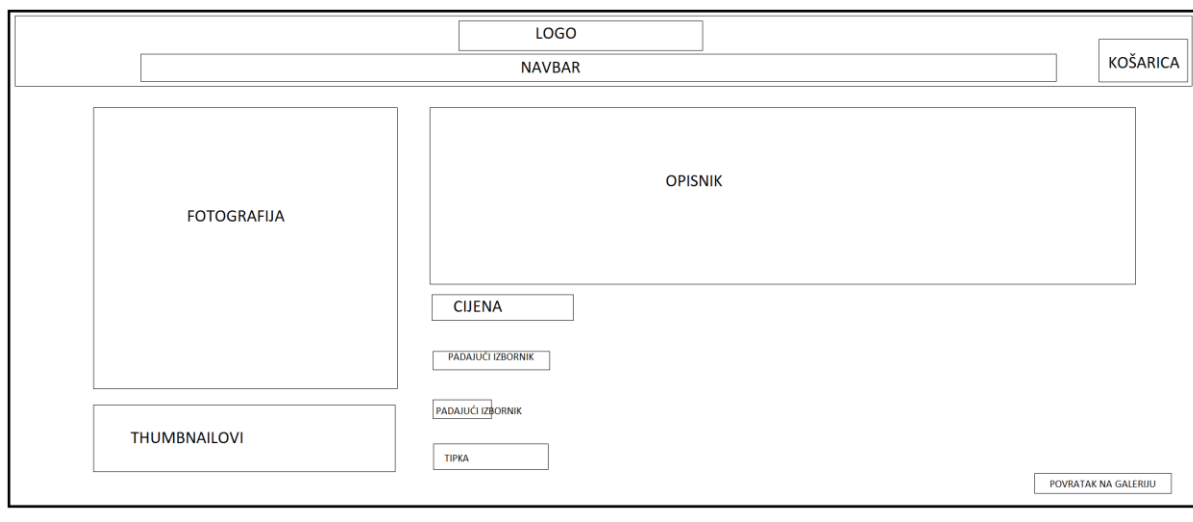 LOGO
NAVBAR
KOŠARICA
FOTOGRAFIJA
OPISNIK
CIJENA
PADAJUĆI IZBORNIK
PADAJUĆI IZBORNIK
THUMBNAILOVI
TIPKA
POVRATAK NA GALERIJU